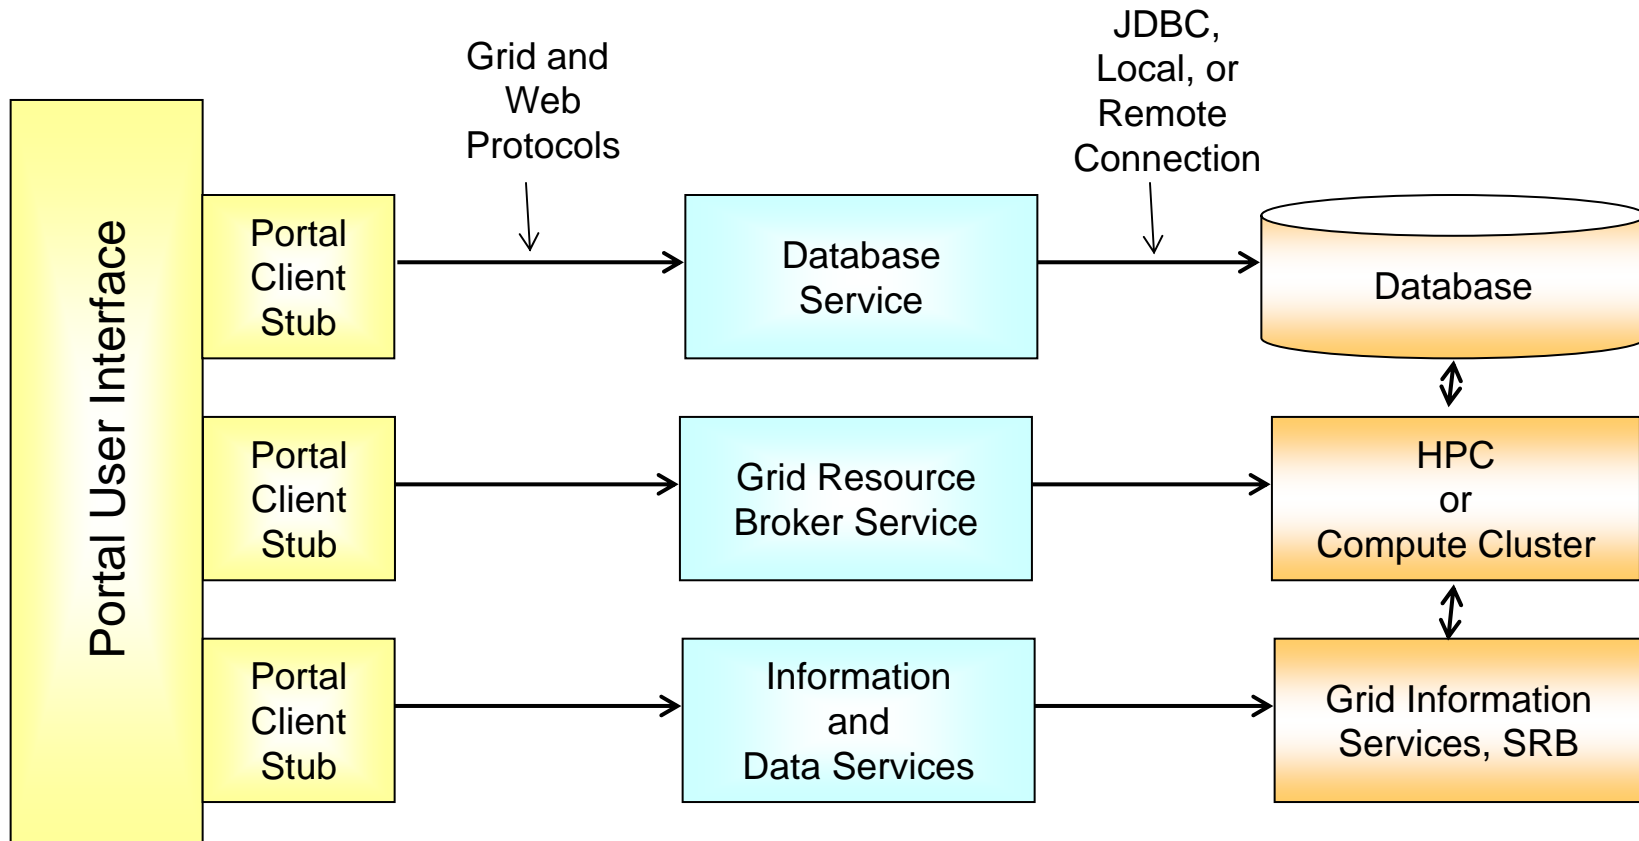 Grid and
Web
Protocols
JDBC,
Local, or
Remote
Connection
Portal User Interface
Portal
Client
Stub
Database
Service
Database
Portal
Client
Stub
Grid Resource
Broker Service
HPC
or
Compute Cluster
Portal
Client
Stub
Information
and
Data Services
Grid Information
Services, SRB